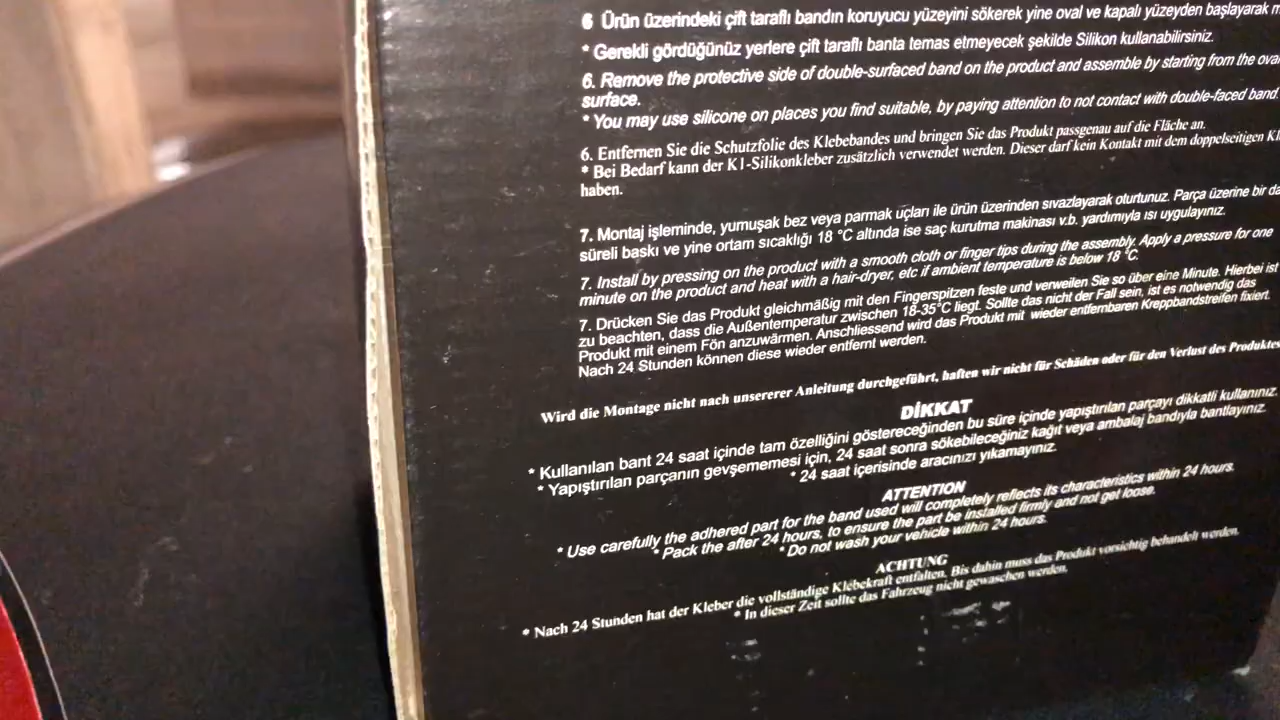 6 Ürün üzerindeki çift taraflı bandın koruyucu yüzeyini sökerek yine oval ve kapalı yüzeyden başlayarak
* Gerekli gördüğünüz yerlere çift taraflı banta temas etmeyecek şekilde Silikon kullanabilirsiniz.
6. Remove the protective side of double-surfaced band on the product and assemble by starting from the
surface.
* You may use silicone on places you find suitable, by paying attention to not contact with double-faced band.
6. Entfernen Sie die Schutzfolie des Klebebandes und bringen Sie das Produkt passgenau auf die Fläche an.
* Bei Bedarf kann der K1-Silikonkleber zusätzlich verwendet werden. Dieser darf kein Kontakt mit dem doppelseitigen
haben.
7. Montaj işleminde, yumuşak bez veya parmak uçları ile ürün üzerinden sıvazlayarak oturtunuz. Parça üzerine bir
süreli baskı ve yine ortam sıcaklığı 18 °C altında ise saç kurutma makinası v.b. yardımıyla ısı uygulayınız.
7. Install by pressing on the product with a smooth cloth or finger tips during the assembly. Apply a pressure for one
minute on the product and heat with a hair-dryer, etc if ambient temperature is below 18 °C.
7. Drücken Sie das Produkt gleichmäßig mit den Fingerspitzen feste und verweilen Sie so über eine Minute. Hierbei ist
zu beachten, dass die Außentemperatur zwischen 18-35°C liegt. Sollte das nicht der Fall sein, ist es notwendig das
Produkt mit einem Fön anzuwärmen. Anschliessend wird das Produkt mit wieder entfernbaren Kreppbandstreifen fixiert.
Nach 24 Stunden können diese wieder entfernt werden.
Wird die Montage nicht nach unsererer Anleitung durchgeführt, haften wir nicht für Schäden oder für den Verlust des Produktes
DİKKAT
* Kullanılan bant 24 saat içinde tam özelliğini göstereceğinden bu süre içinde yapıştırılan parçayı dikkatli kullanınız.
* Yapıştırılan parçanın gevşememesi için, 24 saat sonra sökebileceğiniz kağıt veya ambalaj bandıyla bantlayınız.
* 24 saat içerisinde aracınızı yıkamayınız.
ATTENTION
* Use carefully the adhered part for the band used will completely reflects its characteristics within 24 hours.
* Pack the after 24 hours, to ensure the part be installed firmly and not get loose.
* Do not wash your vehicle within 24 hours.
ACHTUNG
* Nach 24 Stunden hat der Kleber die vollständige Klebekraft entfalten. Bis dahin muss das Produkt vorsichtig behandelt werden.
* In dieser Zeit sollte das Fahrzeug nicht gewaschen werden.